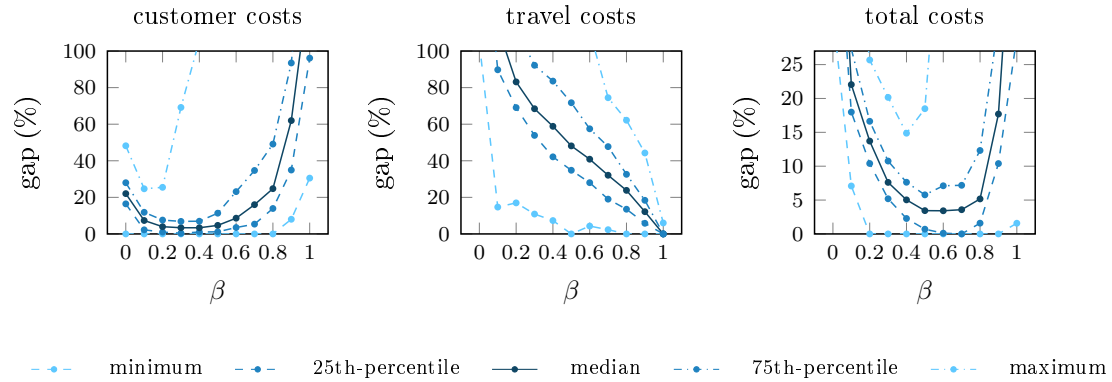 customer costs
travel costs
total costs
gap (%)
100
80
60
40
20
0
0 0.2 0.4 0.6 0.8 1
β
gap (%)
100
80
60
40
20
0
0 0.2 0.4 0.6 0.8 1
β
gap (%)
25
20
15
10
5
0
0 0.2 0.4 0.6 0.8 1
β
minimum 25th-percentile median 75th-percentile maximum